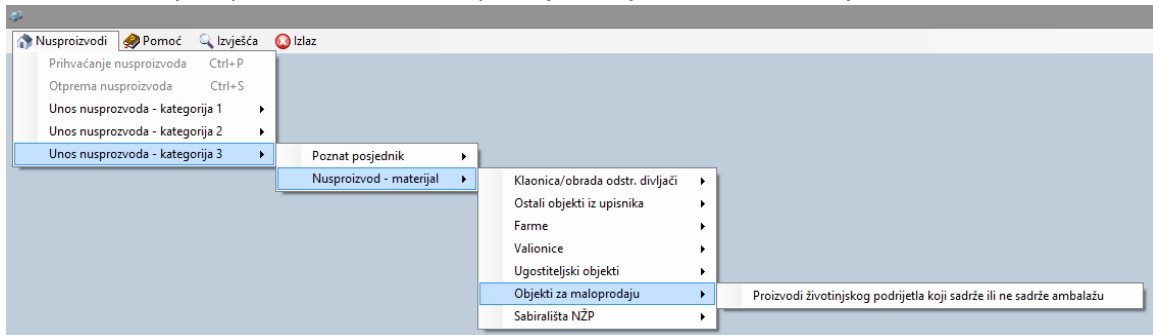 Nusproizvodi Pomoć Izvješća Izlaz
Prihvaćanje nusproizvoda Ctrl+P
Otprema nusproizvoda Ctrl+S
Unos nusprozvoda - kategorija 1
Unos nusprozvoda - kategorija 2
Unos nusprozvoda - kategorija 3
Poznat posjednik
Nusproizvod - materijal
Klaonica/obrada odstr. divljači
Ostali objekti iz upisnika
Farme
Valionice
Ugostiteljski objekti
Objekti za maloprodaju
Sabirališta NŽP
Proizvodi životinjskog podrijetla koji sadrže ili ne sadrže ambalažu